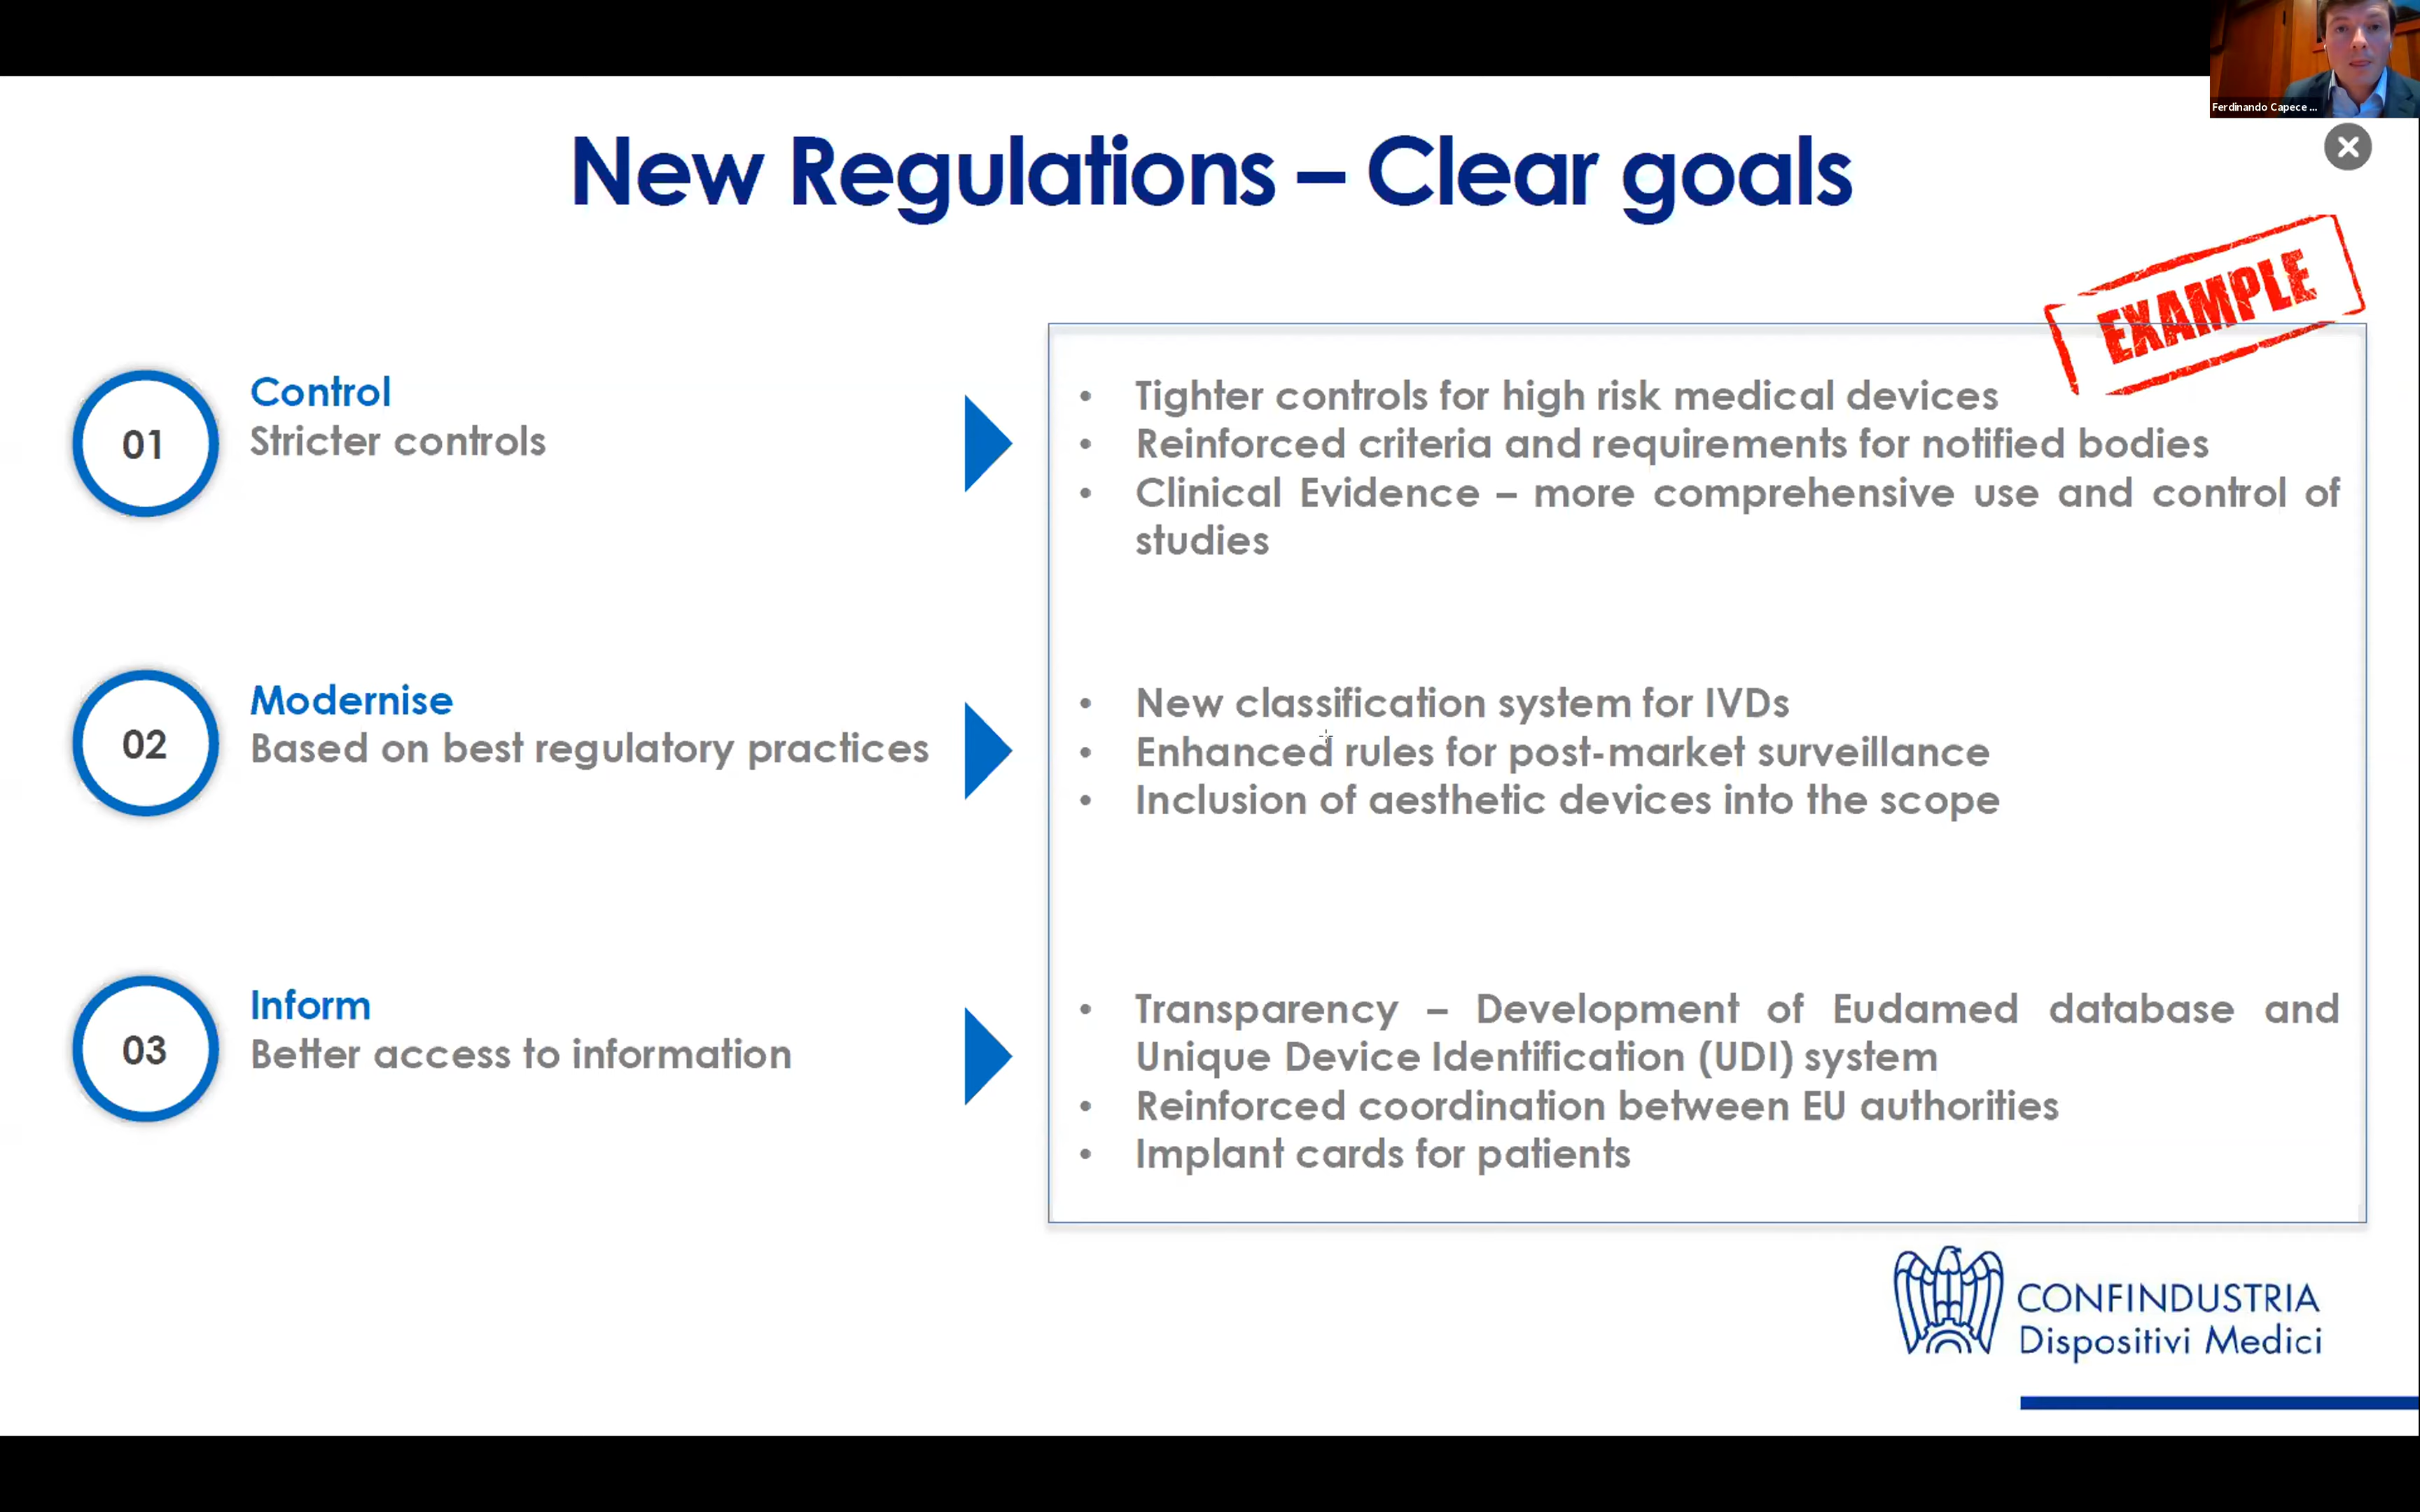 Ferdinando Capece ...
New Regulations – Clear goals
EXAMPLE
01
Control
Stricter controls
• Tighter controls for high risk medical devices
• Reinforced criteria and requirements for notified bodies
• Clinical Evidence – more comprehensive use and control of
studies
02
Modernise
Based on best regulatory practices
• New classification system for IVDs
• Enhanced rules for post-market surveillance
• Inclusion of aesthetic devices into the scope
03
Inform
Better access to information
• Transparency – Development of Eudamed database and
Unique Device Identification (UDI) system
• Reinforced coordination between EU authorities
• Implant cards for patients
CONFINDUSTRIA
Dispositivi Medici